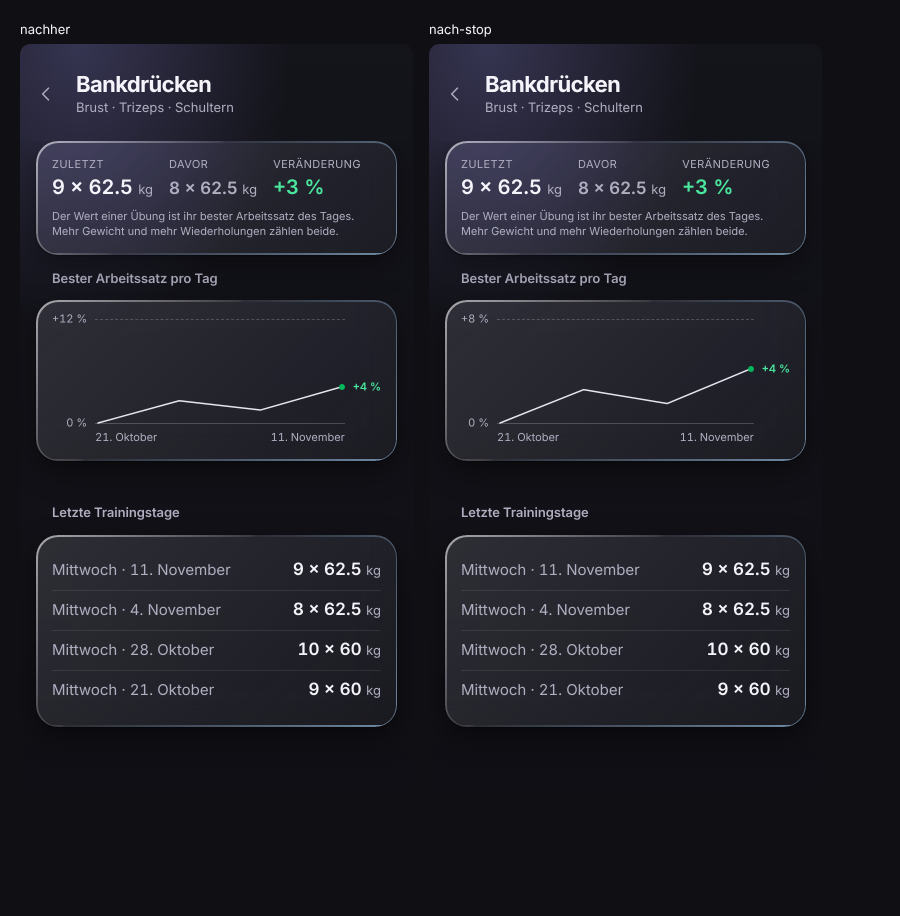 nachher
Bankdrücken
Brust · Trizeps · Schultern
ZULETZT DAVOR VERÄNDERUNG
9 × 62.5 kg 8 × 62.5 kg +3 %
Der Wert einer Übung ist ihr bester Arbeitssatz des Tages.
Mehr Gewicht und mehr Wiederholungen zählen beide.
Bester Arbeitssatz pro Tag
+12 %
+4 %
0 %
21. Oktober 11. November
Letzte Trainingstage
Mittwoch · 11. November 9 × 62.5 kg
Mittwoch · 4. November 8 × 62.5 kg
Mittwoch · 28. Oktober 10 × 60 kg
Mittwoch · 21. Oktober 9 × 60 kg
nach-stop
Bankdrücken
Brust · Trizeps · Schultern
ZULETZT DAVOR VERÄNDERUNG
9 × 62.5 kg 8 × 62.5 kg +3 %
Der Wert einer Übung ist ihr bester Arbeitssatz des Tages.
Mehr Gewicht und mehr Wiederholungen zählen beide.
Bester Arbeitssatz pro Tag
+8 %
+4 %
0 %
21. Oktober 11. November
Letzte Trainingstage
Mittwoch · 11. November 9 × 62.5 kg
Mittwoch · 4. November 8 × 62.5 kg
Mittwoch · 28. Oktober 10 × 60 kg
Mittwoch · 21. Oktober 9 × 60 kg